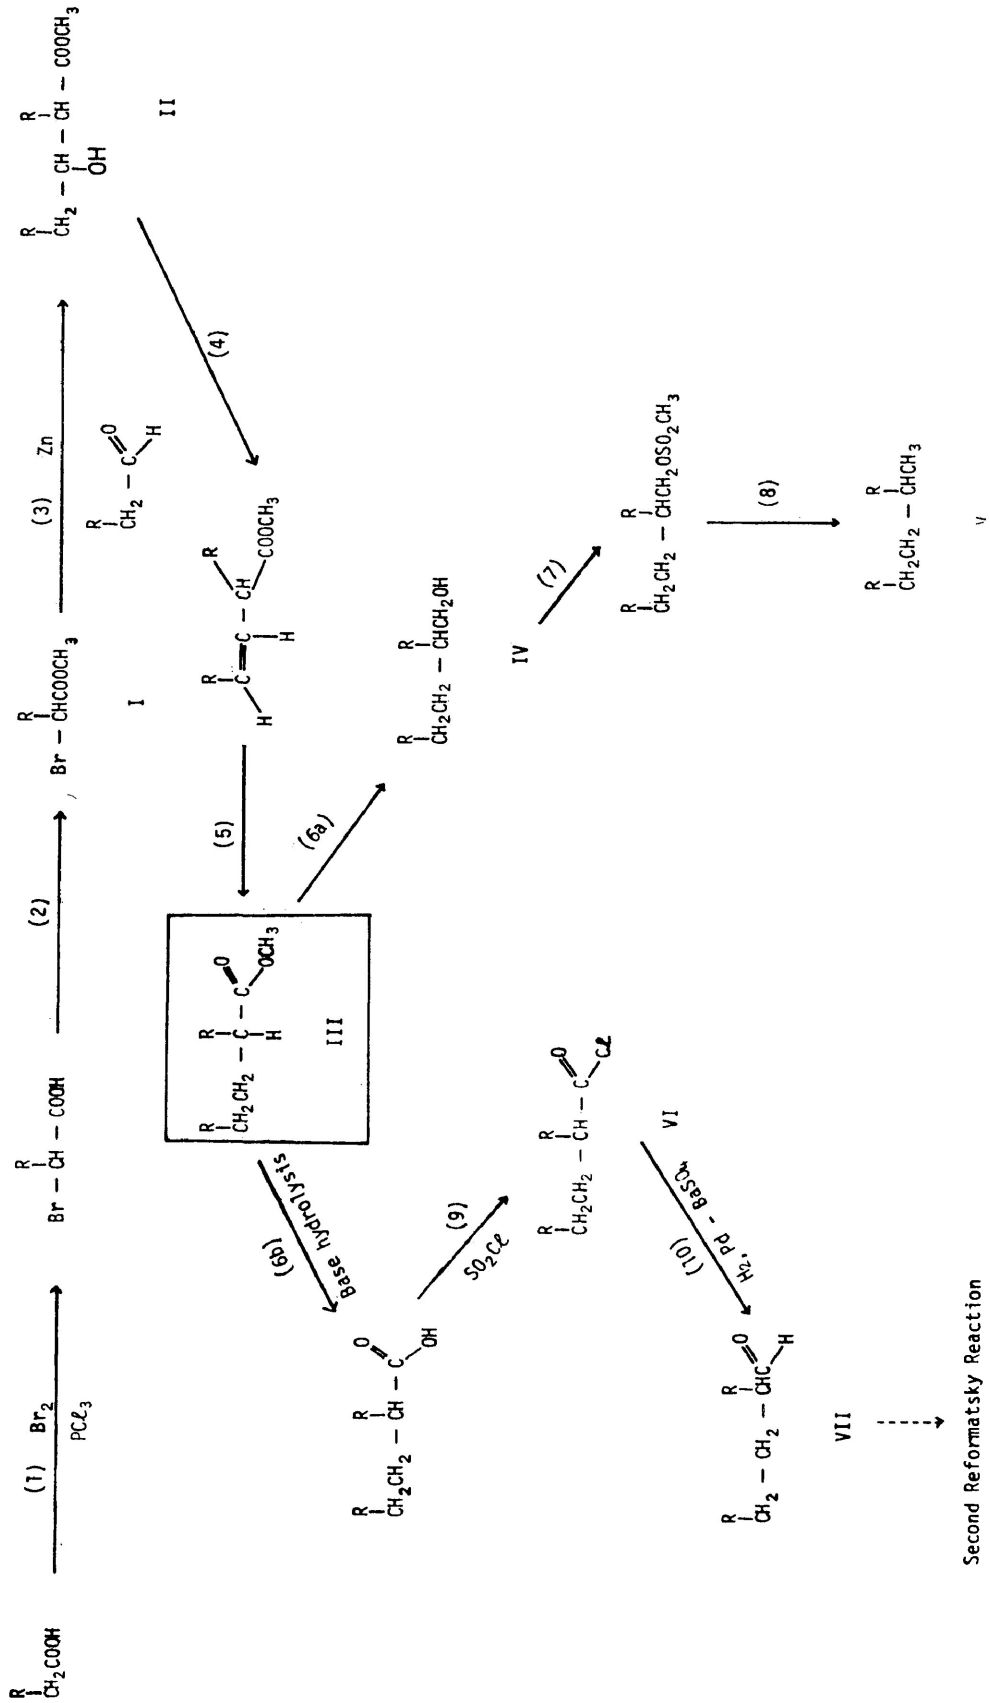 R
CH2COOH
(1) Br2
PCl3
R
Br – CH – COOH
(2)
R
Br – CHCOOCH3
I
(3) Zn
R
CH2 – C
O
H
R R
CH2 – CH – CH – COOCH3
OH
II
(4)
R R
C = C – CH
H H COOCH3
(5)
R R O
CH2CH2 – C – C
H OCH3
III
(6a)
R R
CH2CH2 – CHCH2OH
IV
(7)
R R
CH2CH2 – CHCH2OSO2CH3
(8)
R R
CH2CH2 – CHCH3
V
(6b)
Base hydrolysis
R R O
CH2CH2 – CH – C
OH
(9)
SO2Cl
R R O
CH2CH2 – CH – C
Cl
VI
(10)
H2, Pd - BaSO4
R R O
CH2 – CH2 – CHC
H
VII
Second Reformatsky Reaction